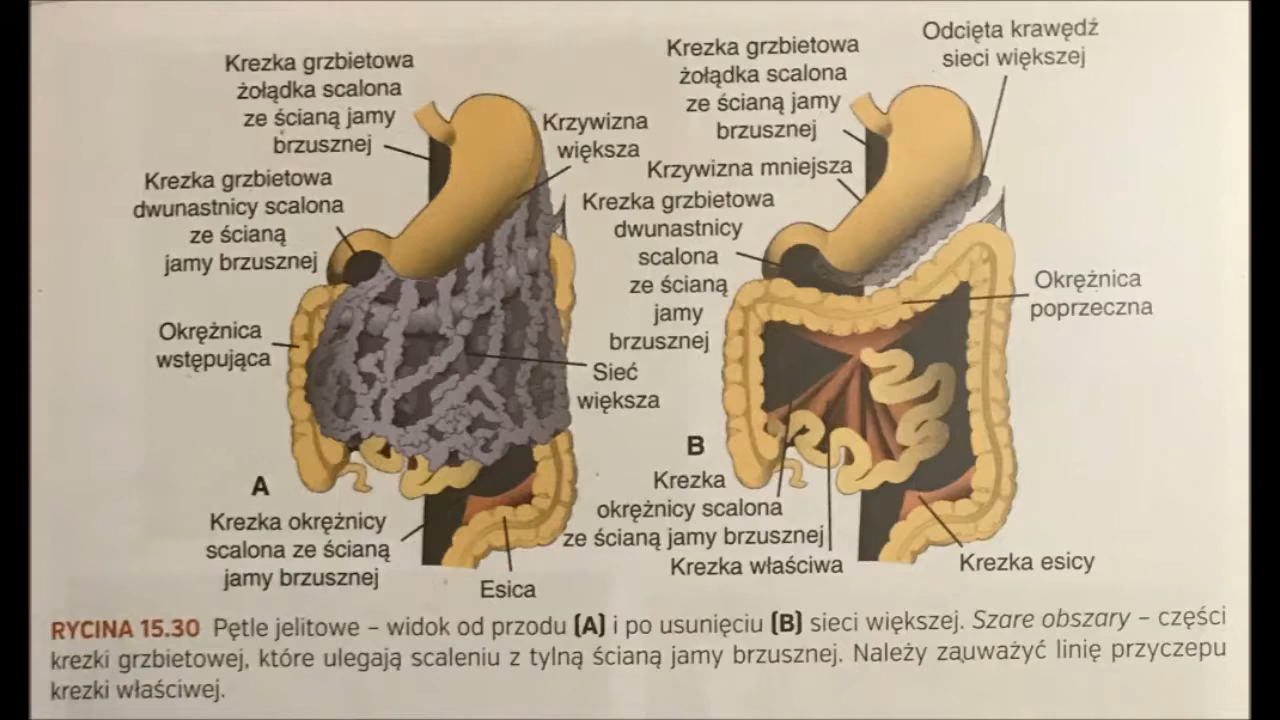 Krezka grzbietowa
żołądka scalona
ze ścianą jamy
brzusznej
Krzywizna
większa
Krezka grzbietowa
dwunastnicy scalona
ze ścianą
jamy brzusznej
Okrężnica
wstępująca
Sieć
większa
A
Krezka okrężnicy
scalona ze ścianą
jamy brzusznej
Esica
Krezka grzbietowa
żołądka scalona
ze ścianą jamy
brzusznej
Odcięta krawędź
sieci większej
Krzywizna mniejsza
Krezka grzbietowa
dwunastnicy
scalona
ze ścianą
jamy
brzusznej
Okrężnica
poprzeczna
B
Krezka
okrężnicy scalona
ze ścianą jamy brzusznej
Krezka właściwa
Krezka esicy
RYCINA 15.30 Pętle jelitowe – widok od przodu (A) i po usunięciu (B) sieci większej. Szare obszary – części
krezki grzbietowej, które ulegają scaleniu z tylną ścianą jamy brzusznej. Należy zauważyć linię przyczepu
krezki właściwej.